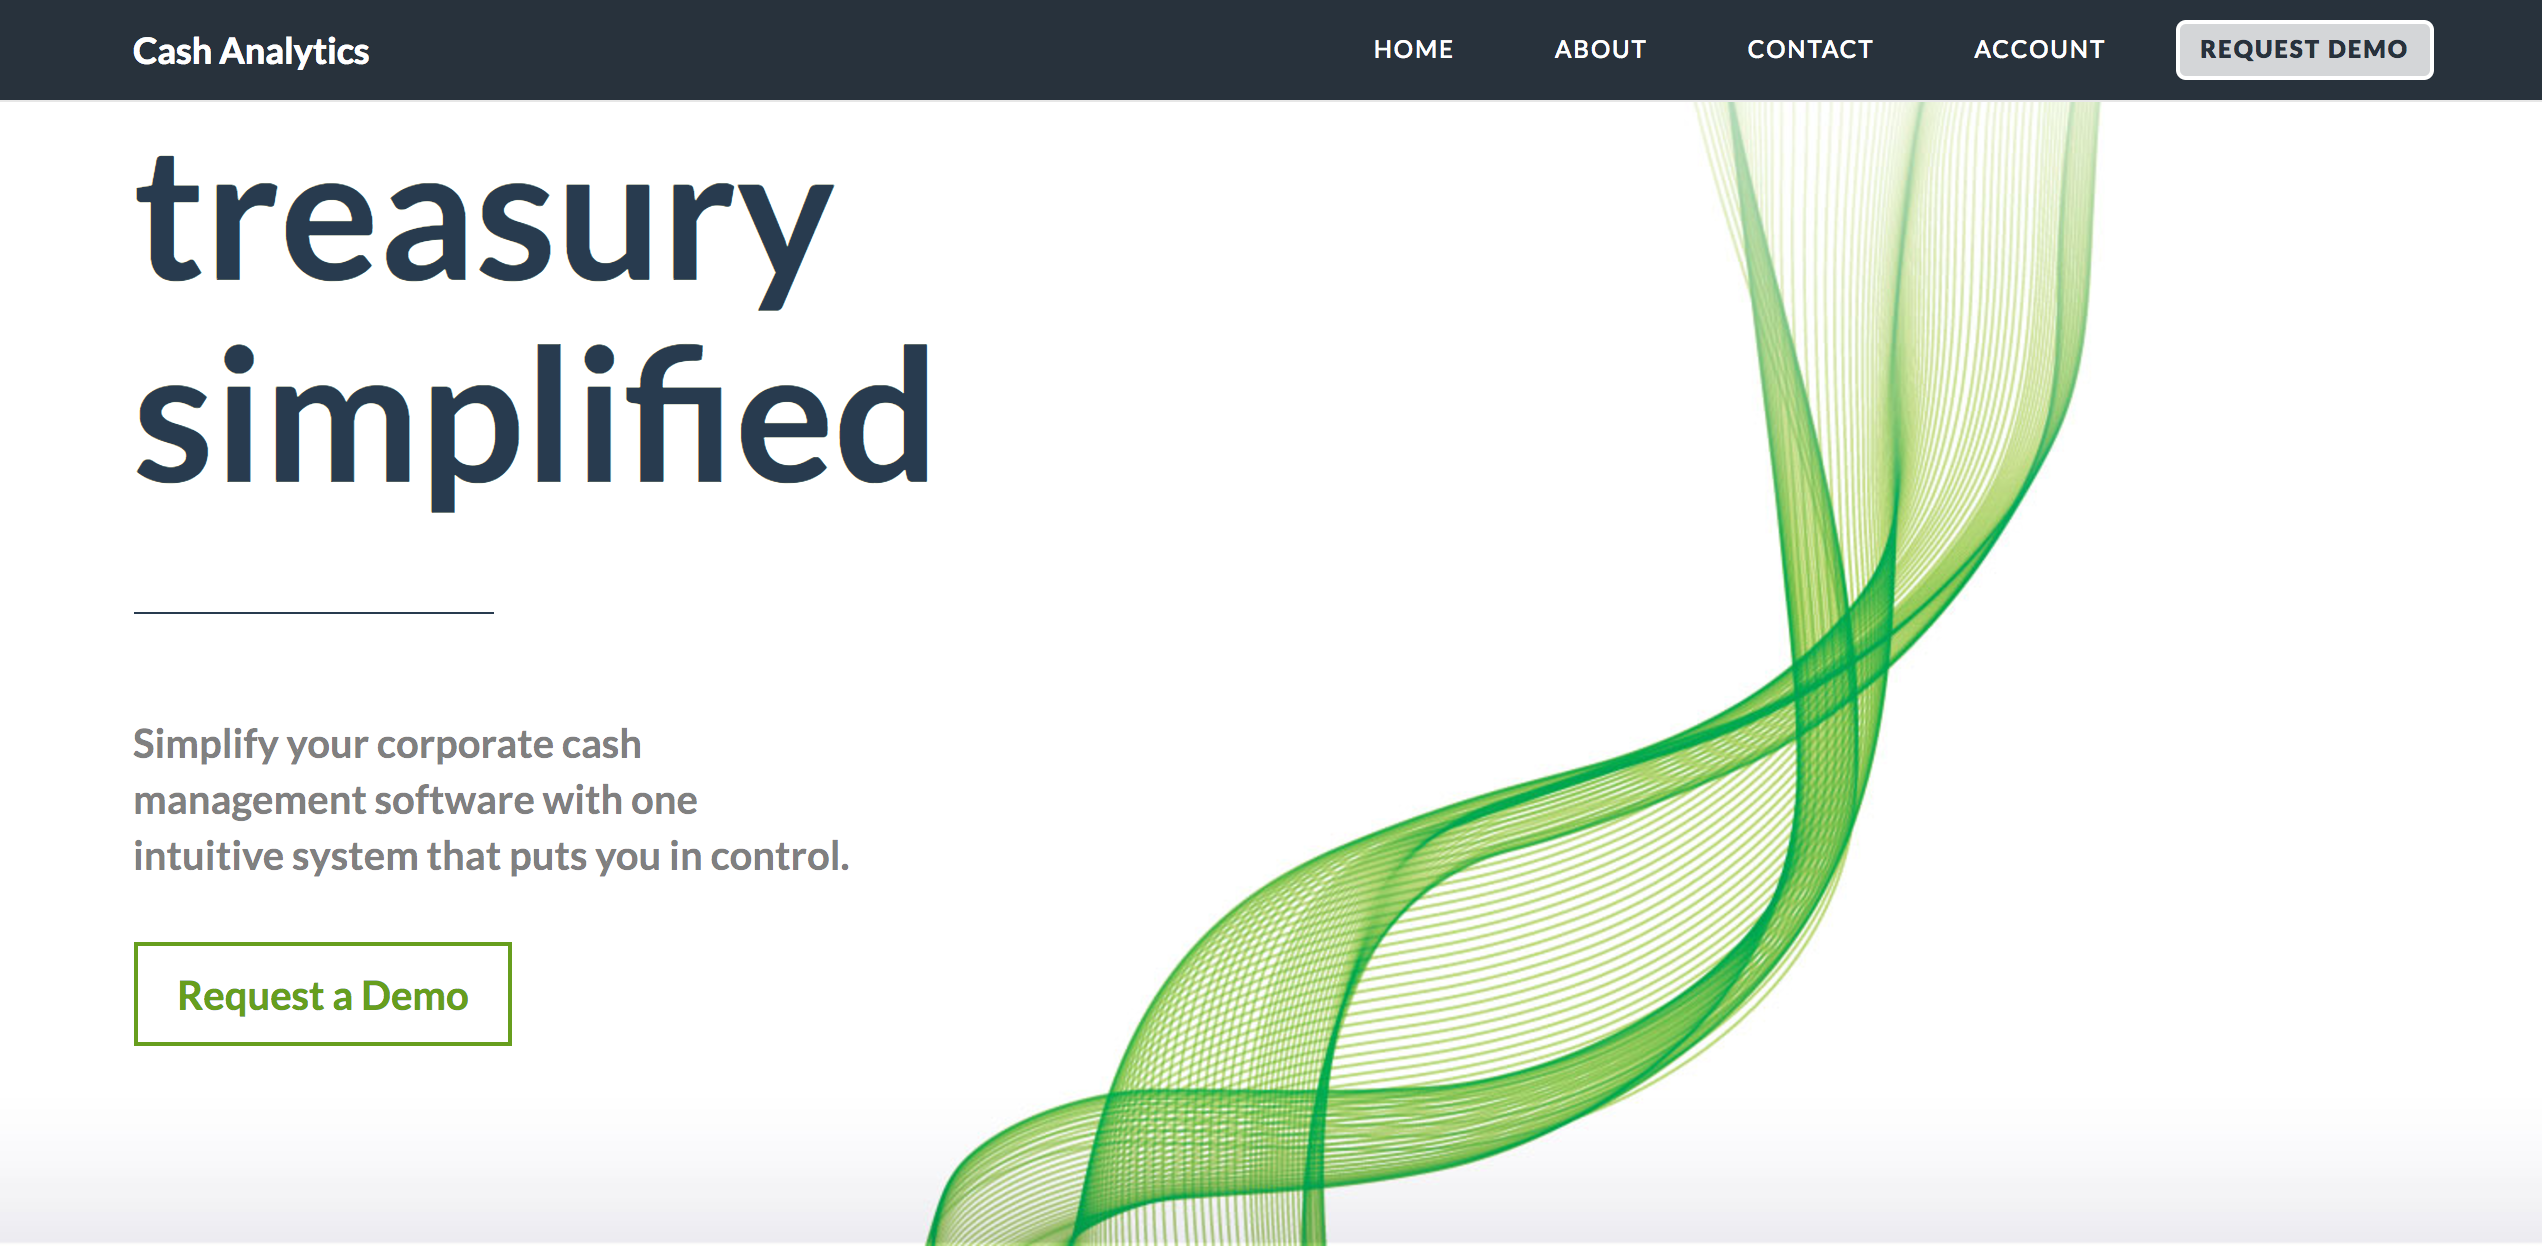 Cash Analytics
HOME ABOUT CONTACT ACCOUNT REQUEST DEMO
treasury
simplified
Simplify your corporate cash
management software with one
intuitive system that puts you in control.
Request a Demo